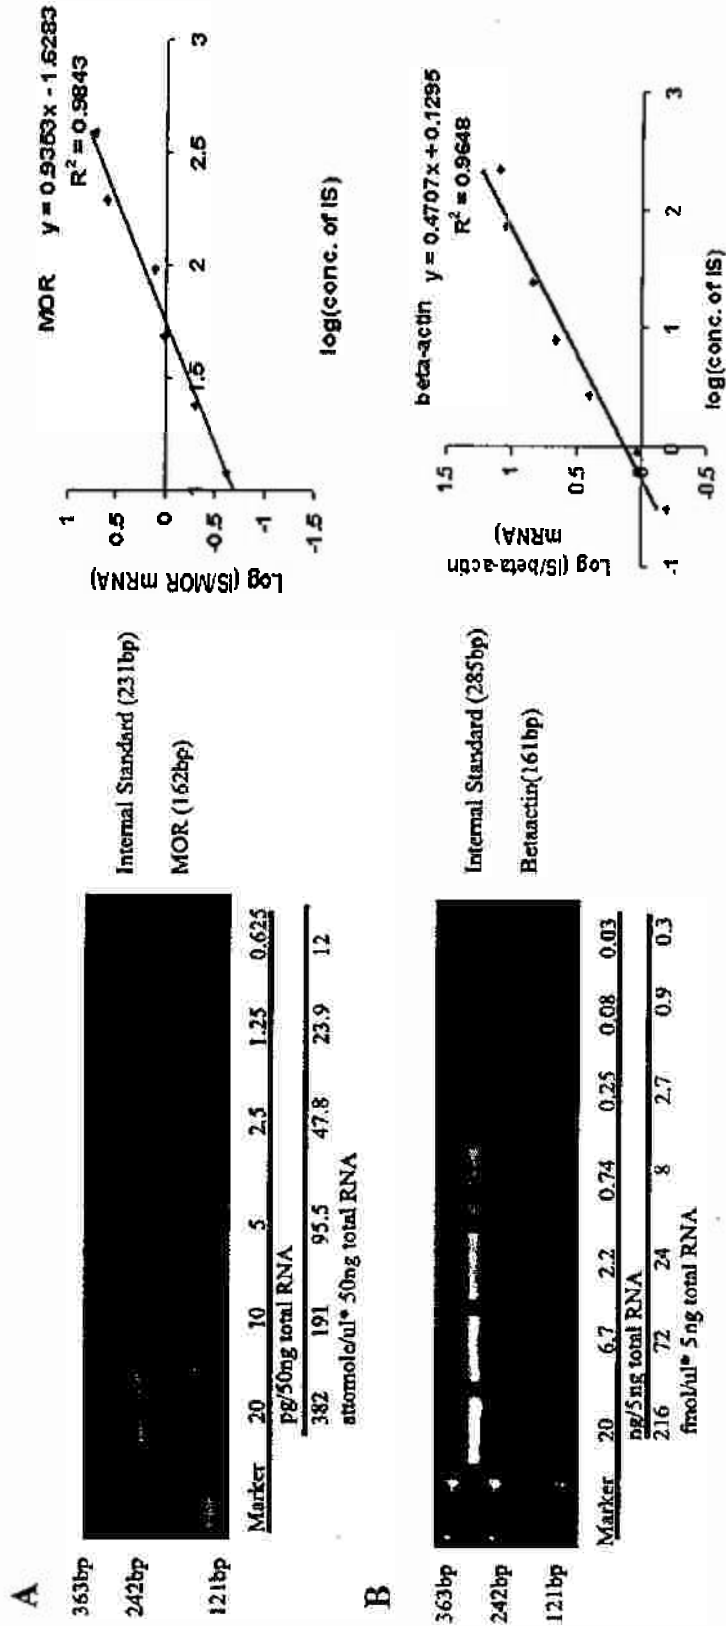 A
363bp
242bp
121bp
Internal Standard (231bp)
MOR (162bp)
Marker 20 10 5 2.5 1.25 0.625
pg/50ng total RNA
382 191 95.5 47.8 23.9 12
attomole/ul* 50ng total RNA
MOR y = 0.9353x - 1.6283
R² = 0.9843
Log (IS/MOR mRNA)
1
0.5
0
-0.5
-1
-1.5
1 1.5 2 2.5 3
log(conc. of IS)
B
363bp
242bp
121bp
Internal Standard (285bp)
Betaactin(161bp)
Marker 20 6.7 2.2 0.74 0.25 0.08 0.03
ng/5ng total RNA
216 72 24 8 2.7 0.9 0.3
fmol/ul* 5ng total RNA
beta-actin y = 0.4707x + 0.1295
R² = 0.9648
Log (IS/beta-actin
mRNA)
1.5
1
0.5
0
-0.5
-1 0 1 2 3
log(conc. of IS)